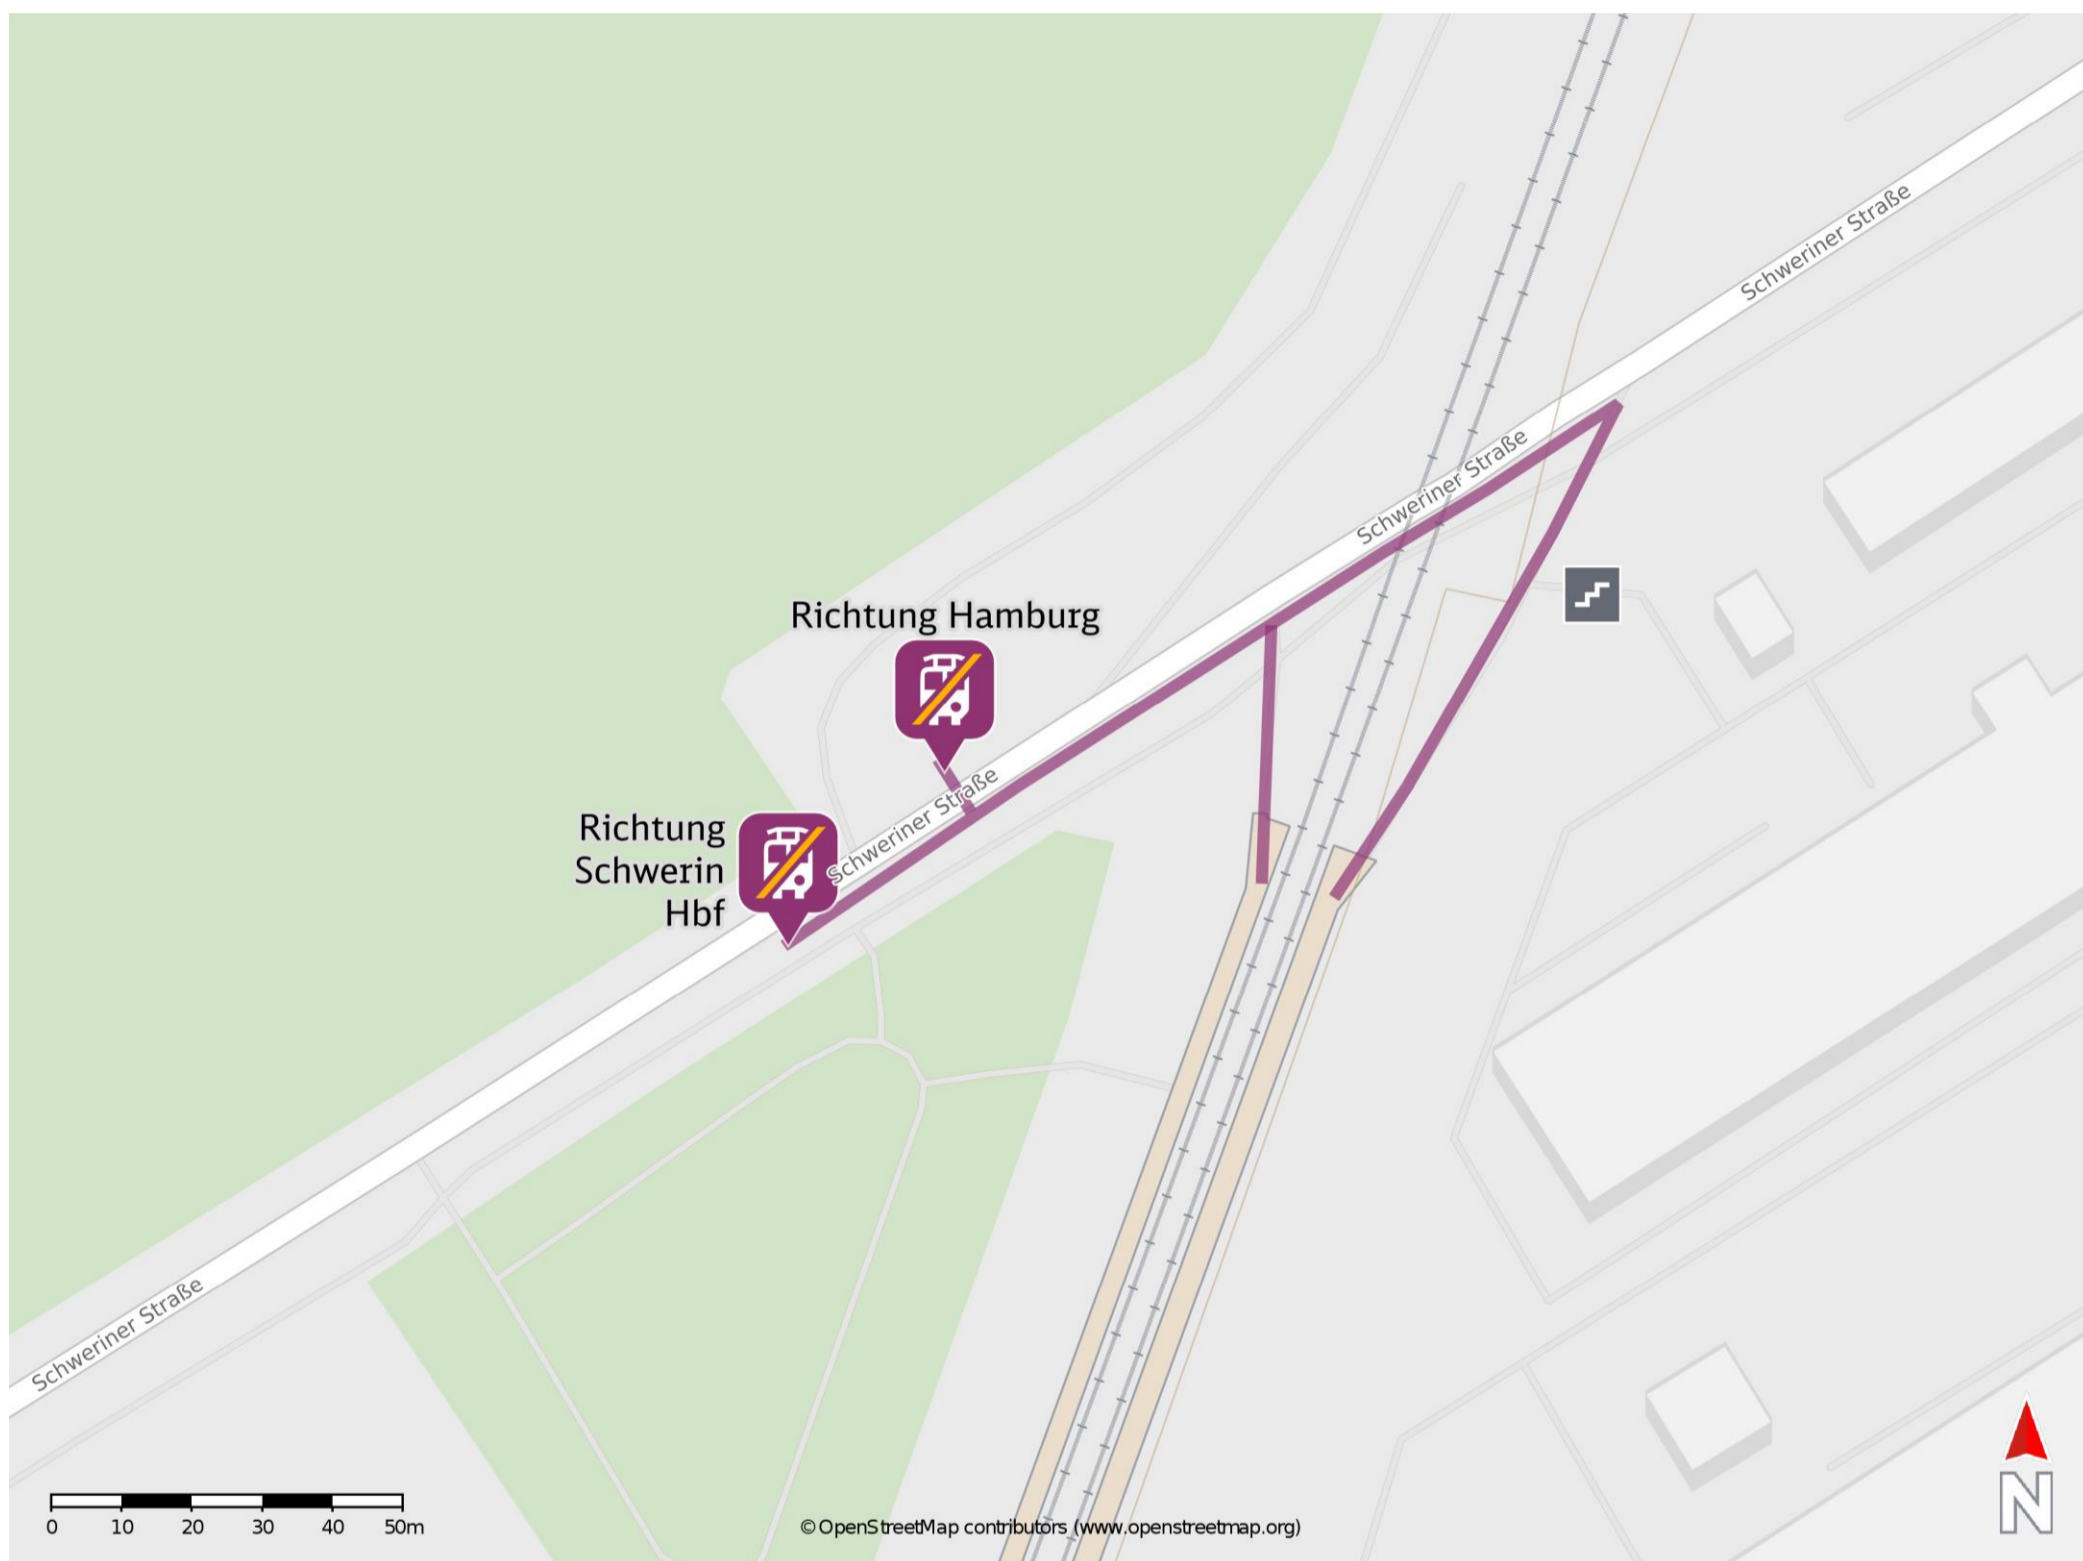 Schweriner Straße
Schweriner Straße
Richtung Hamburg
Schweriner Straße
Richtung
Schwerin
Hbf
Schweriner Straße
0 10 20 30 40 50m
© OpenStreetMap contributors (www.openstreetmap.org)
N